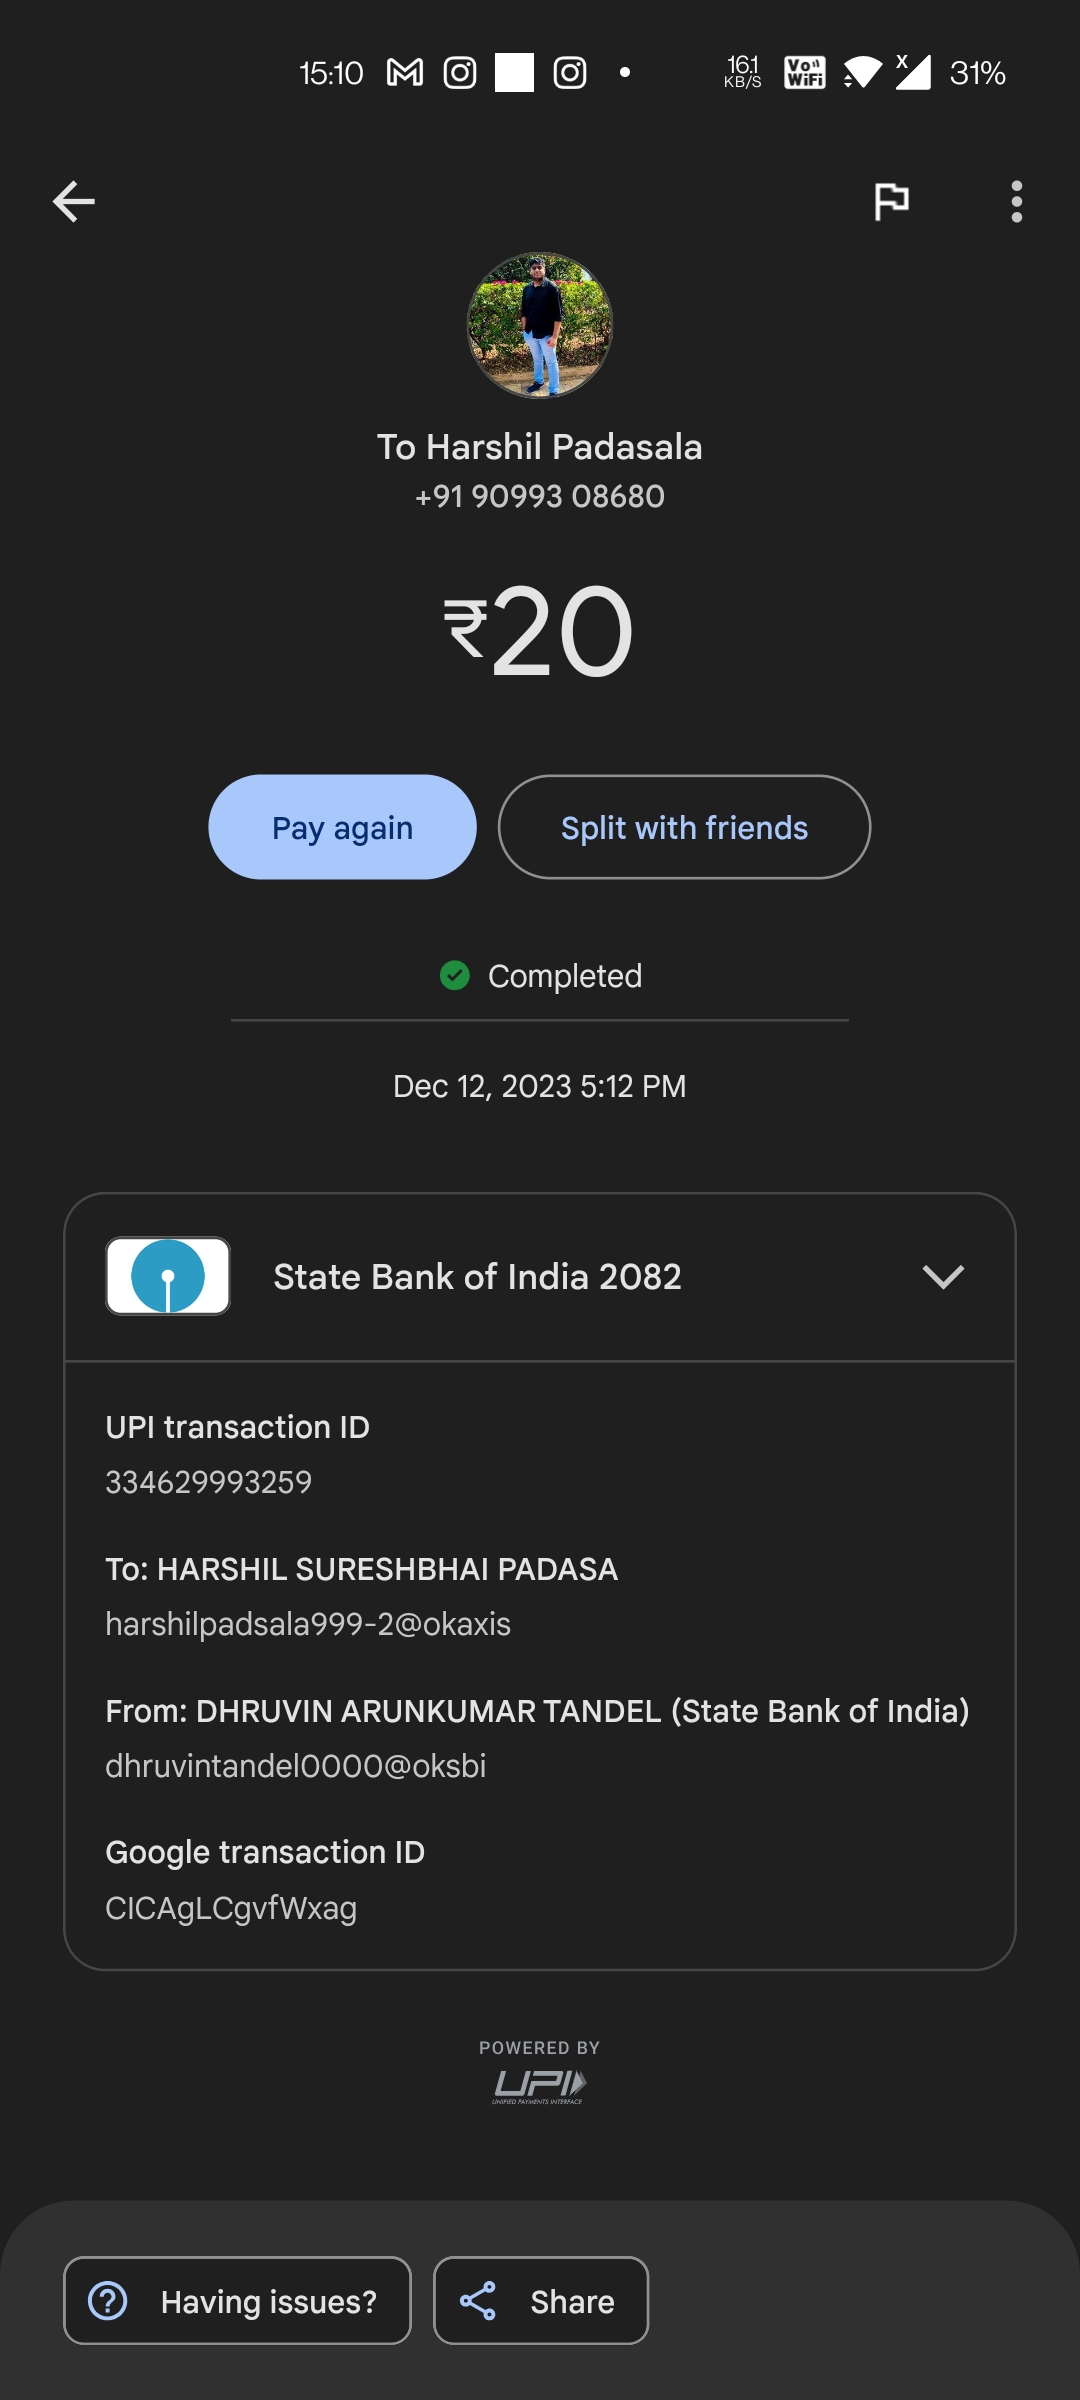 15:10 16.1 KB/S Vo WiFi X 31%
To Harshil Padasala
+91 90993 08680
₹20
Pay again Split with friends
Completed
Dec 12, 2023 5:12 PM
State Bank of India 2082
UPI transaction ID
334629993259
To: HARSHIL SURESHBHAI PADASA
harshilpadsala999-2@okaxis
From: DHRUVIN ARUNKUMAR TANDEL (State Bank of India)
dhruvintandel0000@oksbi
Google transaction ID
CICAgLCgvfWxag
POWERED BY
UPI
UNIFIED PAYMENTS INTERFACE
Having issues? Share